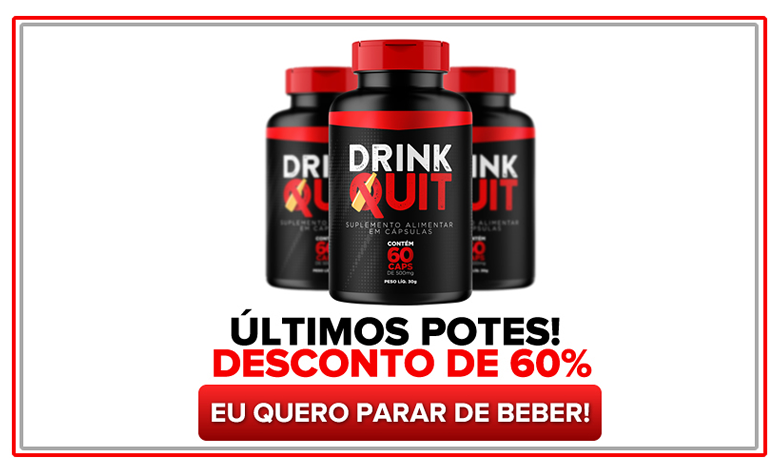 DRINK
QUIT
SUPLEMENTO ALIMENTAR
EM CÁPSULAS
CONTÉM
60
CAPS
DE 500mg
PESO LÍQ. 30g
ÚLTIMOS POTES!
DESCONTO DE 60%
EU QUERO PARAR DE BEBER!